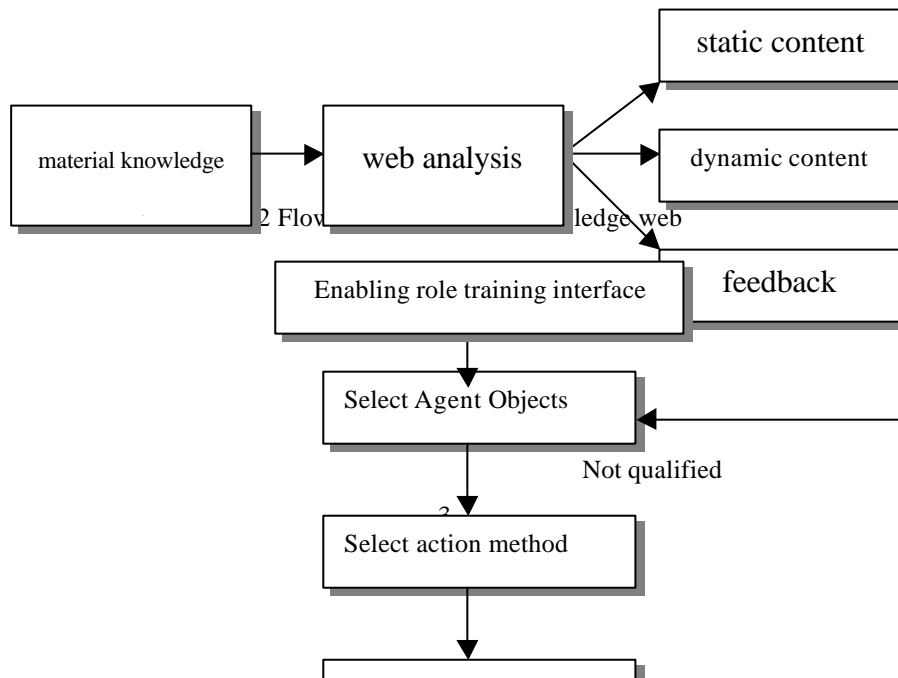 static content
material knowledge
web analysis
dynamic content
2 Flow ledge web
Enabling role training interface
feedback
Select Agent Objects
Not qualified
Select action method